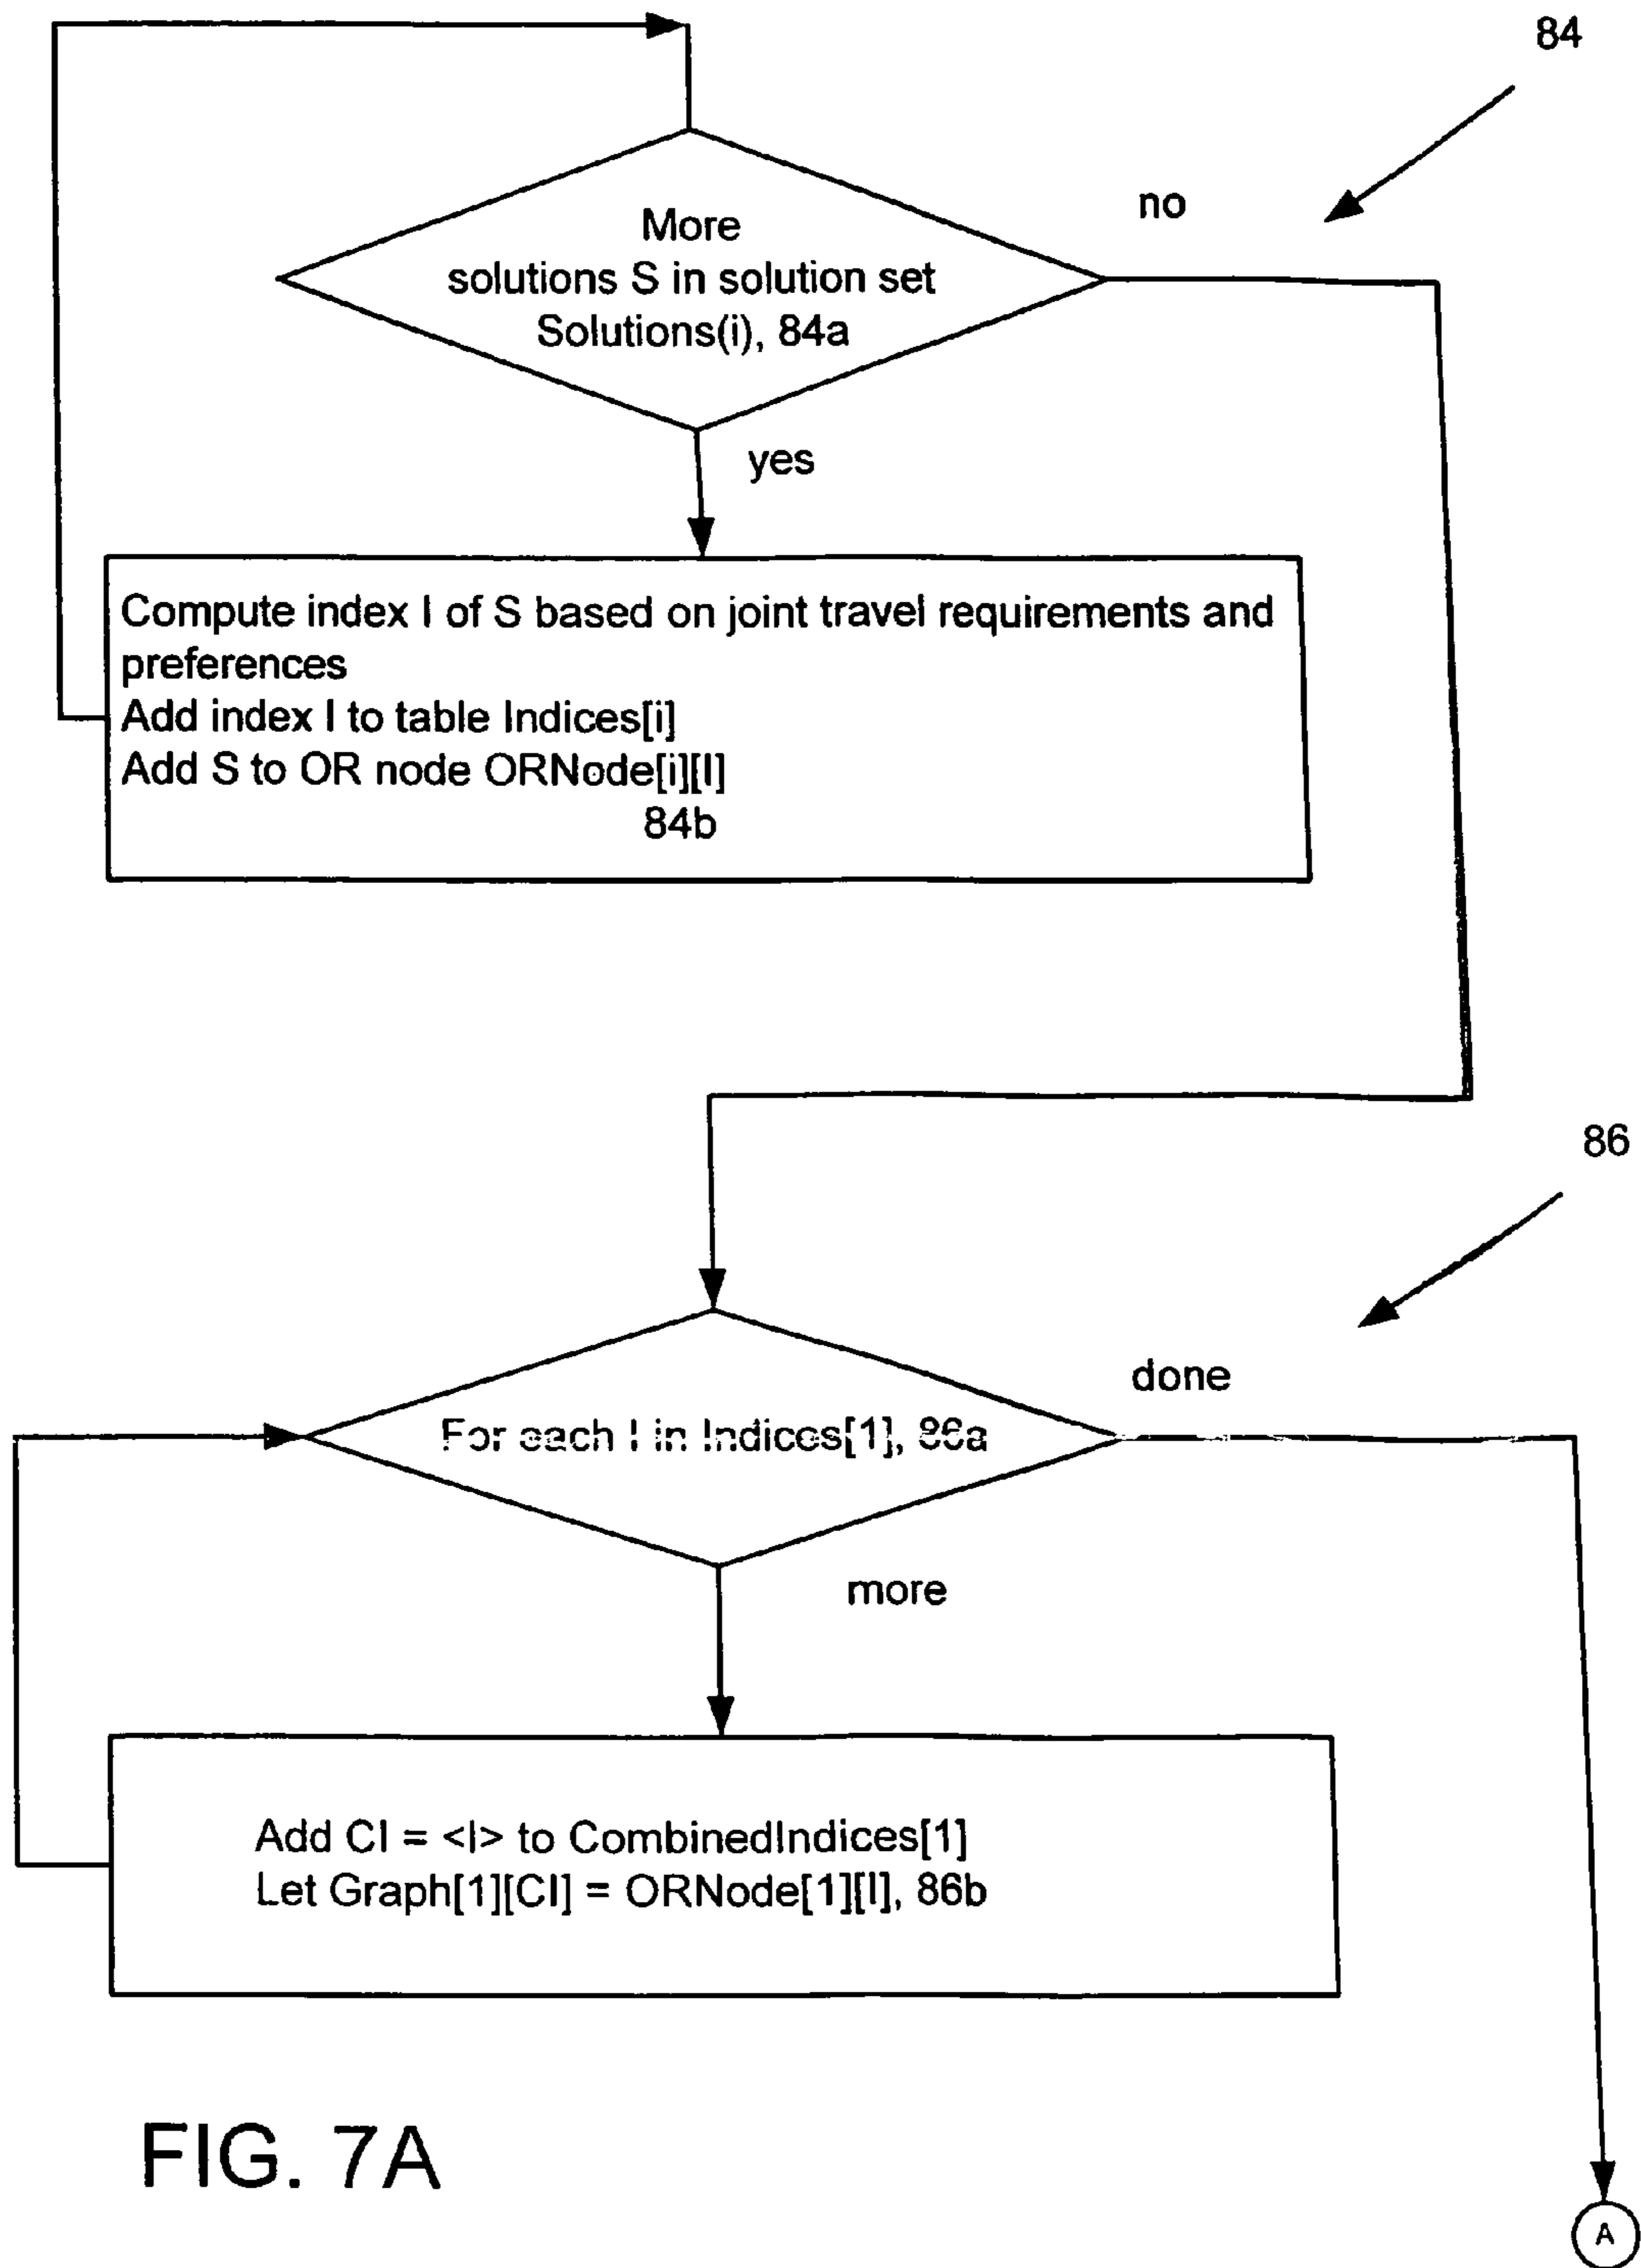 84
no
More
solutions S in solution set
Solutions(i), 84a
yes
Compute index I of S based on joint travel requirements and
preferences
Add index I to table Indices[i]
Add S to OR node ORNode[i][I]
84b
86
done
For each I in Indices[1], 86a
more
Add CI = <I> to CombinedIndices[1]
Let Graph[1][CI] = ORNode[1][I], 86b
FIG. 7A
A